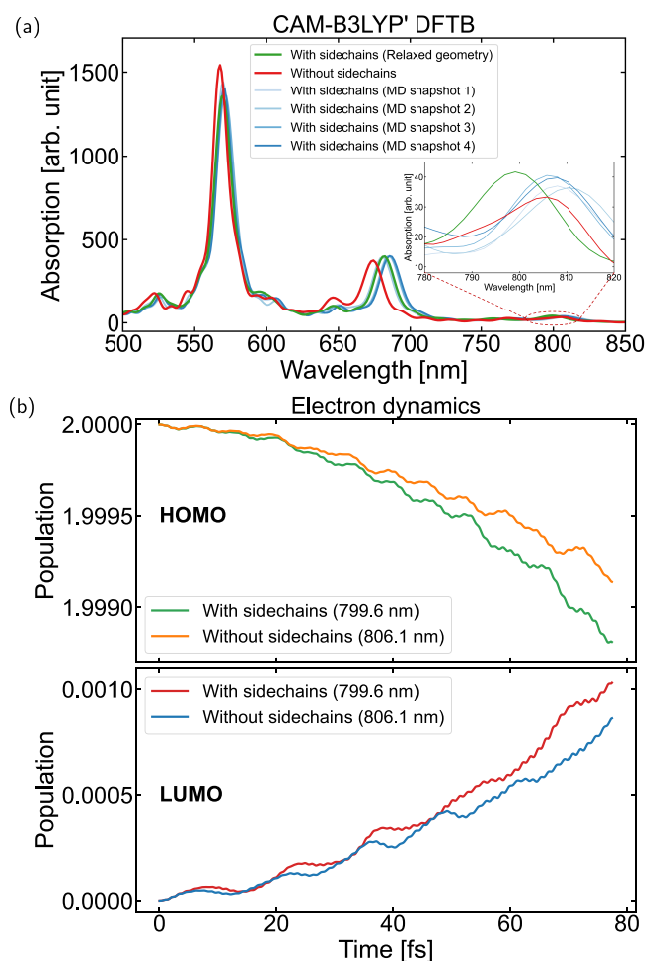 (a)
CAM-B3LYP' DFTB
Absorption [arb. unit]
1500
1000
500
0
With sidechains (Relaxed geometry)
Without sidechains
With sidechains (MD snapshot 1)
With sidechains (MD snapshot 2)
With sidechains (MD snapshot 3)
With sidechains (MD snapshot 4)
Absorption [arb. unit]
40
30
20
10
0
780 790 800 810 820
Wavelength [nm]
500 550 600 650 700 750 800 850
Wavelength [nm]
(b)
Electron dynamics
Population
2.0000
1.9995
1.9990
HOMO
With sidechains (799.6 nm)
Without sidechains (806.1 nm)
Population
0.0010
0.0005
0.0000
With sidechains (799.6 nm)
Without sidechains (806.1 nm)
LUMO
0 20 40 60 80
Time [fs]